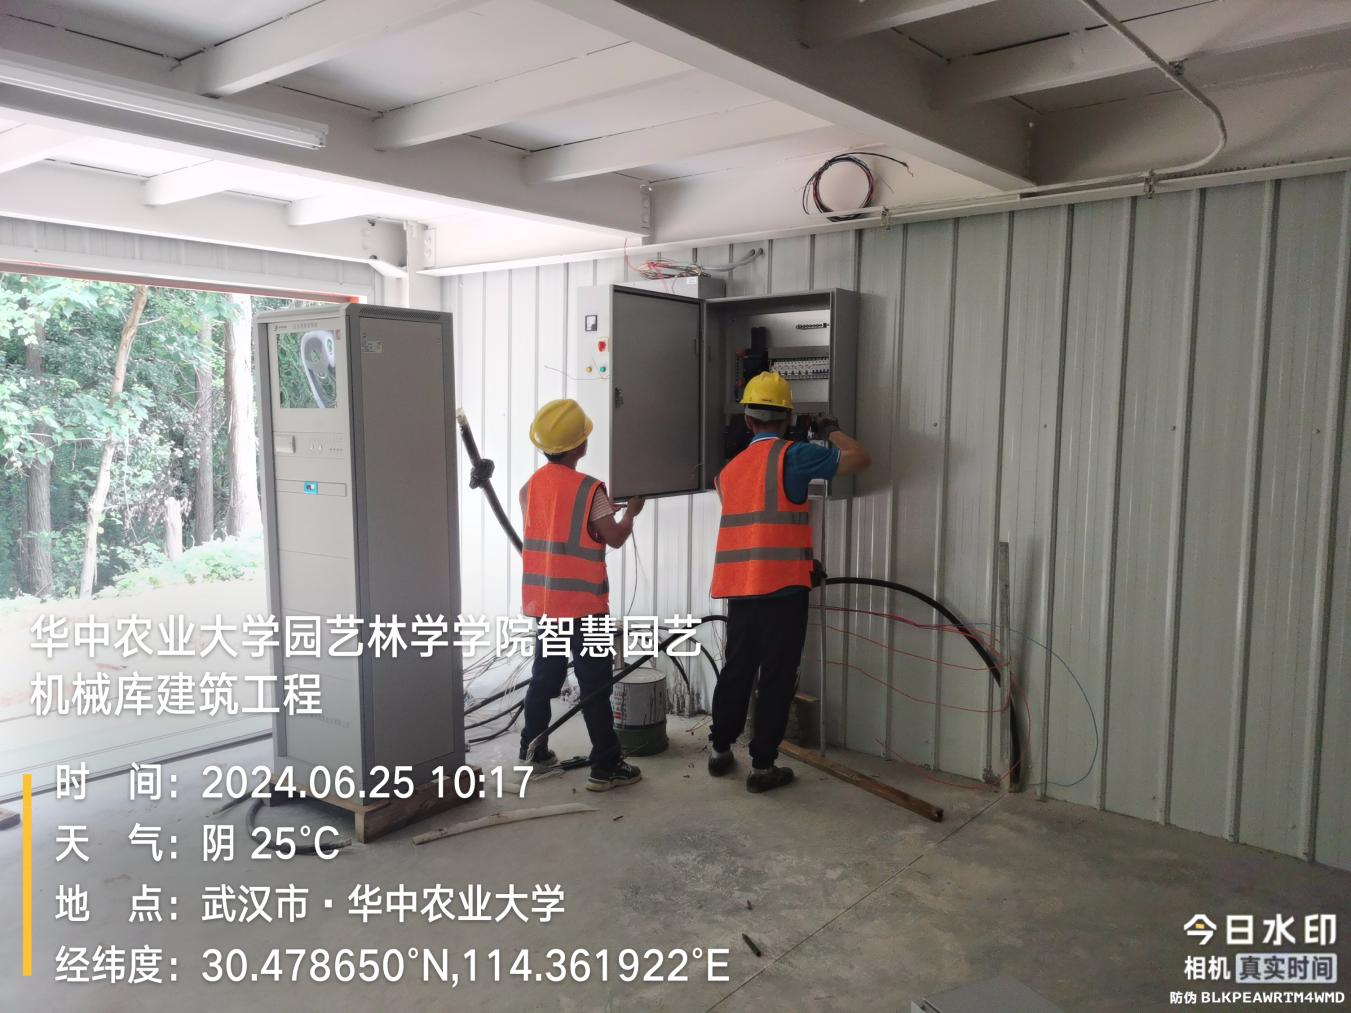 华中农业大学园艺林学学院智慧园艺
机械库建筑工程
时 间：2024.06.25 10:17
天 气：阴 25℃
地 点：武汉市·华中农业大学
经纬度：30.478650°N,114.361922°E
今日水印
相机 真实时间
防伪 BLKPEAWRTM4WMD